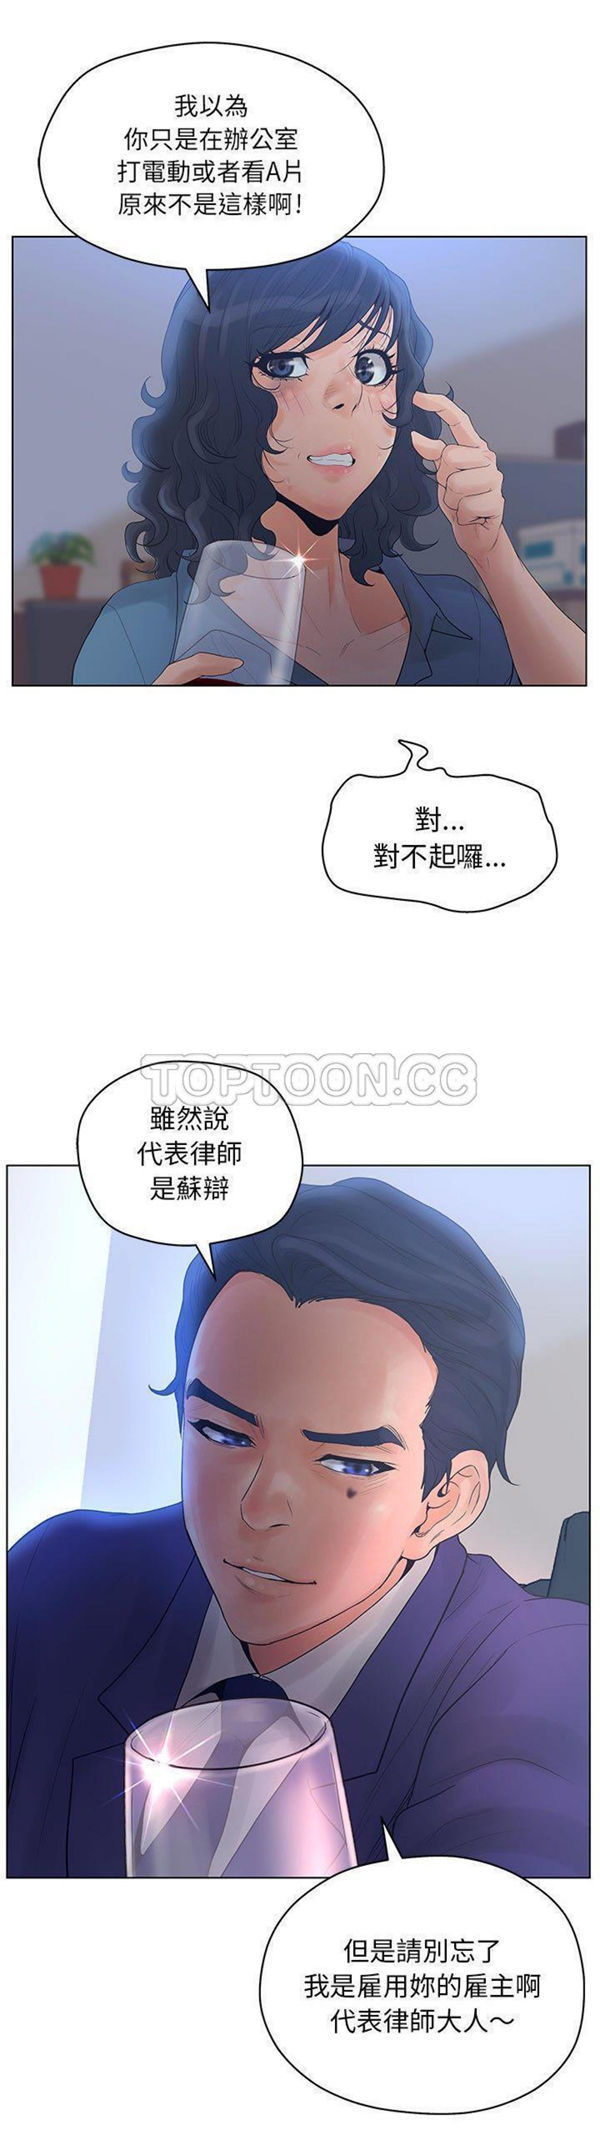 我以為
你只是在辦公室
打電動或者看A片
原來不是這樣啊!
對...
對不起囉...
TOPTOON.CC
雖然說
代表律師
是蘇辯
但是請別忘了
我是雇用妳的雇主啊
代表律師大人～